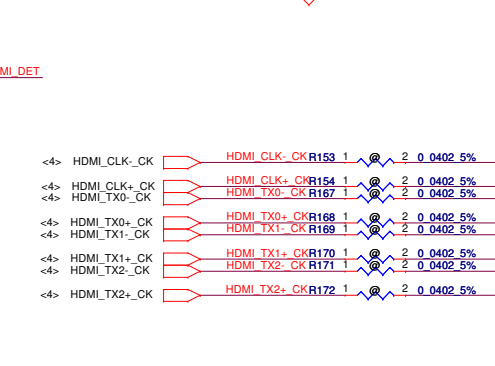 MI_DET
<4> HDMI_CLK-_CK HDMI_CLK-_CK R153 1 @ 2 0_0402_5%
<4> HDMI_CLK+_CK HDMI_CLK+_CK R154 1 @ 2 0_0402_5%
<4> HDMI_TX0-_CK HDMI_TX0-_CK R167 1 @ 2 0_0402_5%
<4> HDMI_TX0+_CK HDMI_TX0+_CK R168 1 @ 2 0_0402_5%
<4> HDMI_TX1-_CK HDMI_TX1-_CK R169 1 @ 2 0_0402_5%
<4> HDMI_TX1+_CK HDMI_TX1+_CK R170 1 @ 2 0_0402_5%
<4> HDMI_TX2-_CK HDMI_TX2-_CK R171 1 @ 2 0_0402_5%
<4> HDMI_TX2+_CK HDMI_TX2+_CK R172 1 @ 2 0_0402_5%